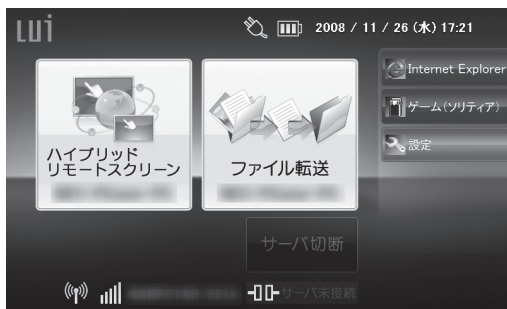 Lui
2008 / 11 / 26 (水) 17:21
Internet Explorer
ゲーム(ソリティア)
設定
ハイブリッド
リモートスクリーン
ファイル転送
サーバ切断
サーバ未接続